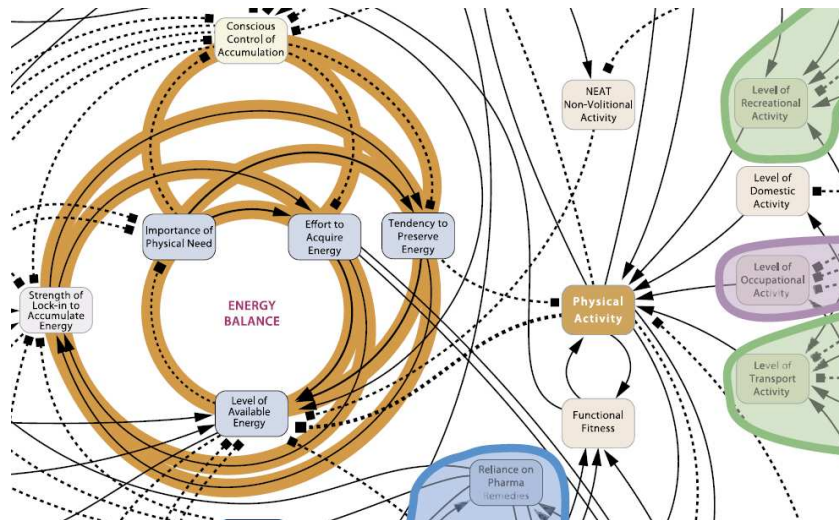 Conscious
Control of
Accumulation
NEAT
Non-Volitional
Activity
Level of
Recreational
Activity
Level of
Domestic
Activity
Importance of
Physical Need
Effort to
Acquire
Energy
Tendency to
Preserve
Energy
Level of
Occupational
Activity
Strength of
Lock-in to
Accumulate
Energy
ENERGY
BALANCE
Physical
Activity
Level of
Transport
Activity
Level of
Available
Energy
Functional
Fitness
Reliance on
Pharma
Remedies